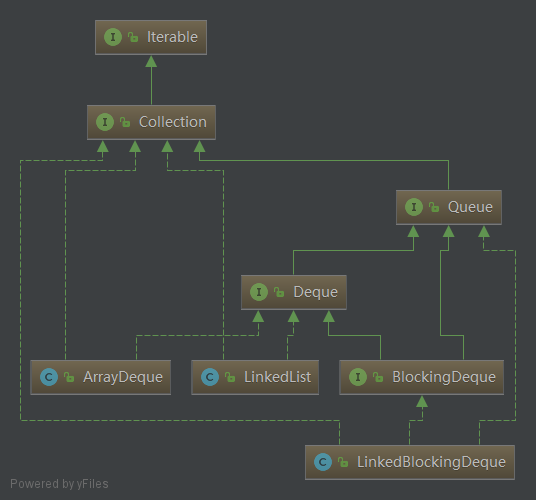 I Iterable
I Collection
I Queue
I Deque
C ArrayDeque
C LinkedList
I BlockingDeque
C LinkedBlockingDeque
Powered by yFiles